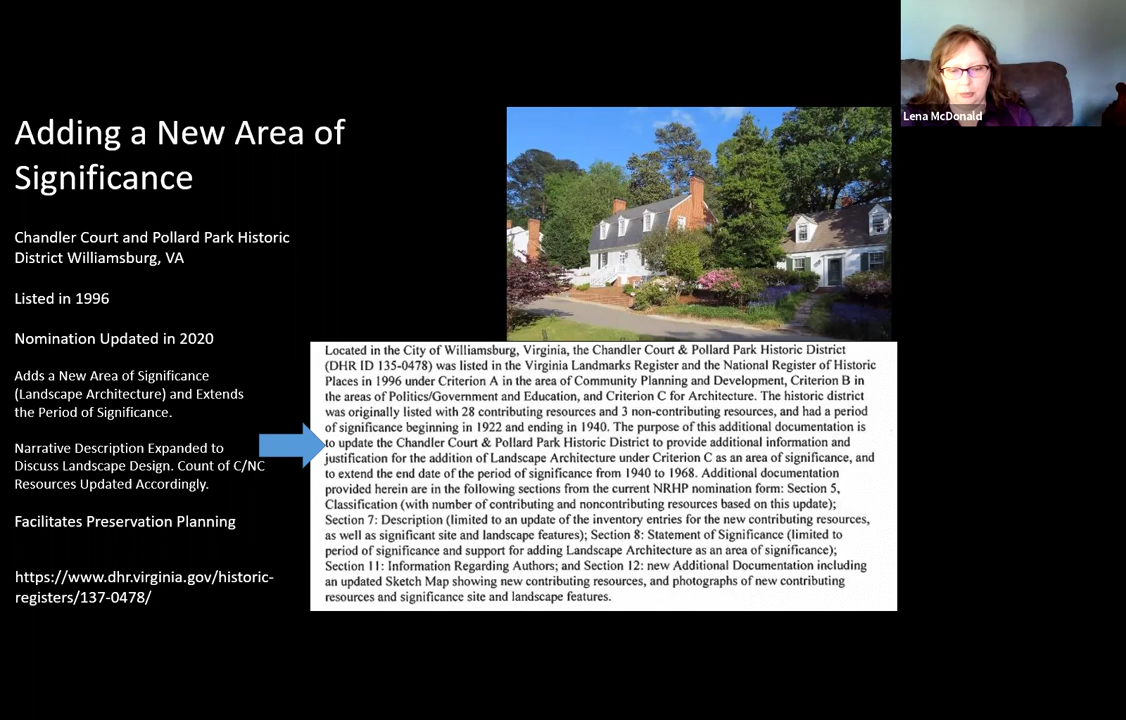 Lena McDonald
Adding a New Area of
Significance
Chandler Court and Pollard Park Historic
District Williamsburg, VA
Listed in 1996
Nomination Updated in 2020
Adds a New Area of Significance
(Landscape Architecture) and Extends
the Period of Significance.
Narrative Description Expanded to
Discuss Landscape Design. Count of C/NC
Resources Updated Accordingly.
Facilitates Preservation Planning
https://www.dhr.virginia.gov/historic-
registers/137-0478/
Located in the City of Williamsburg, Virginia, the Chandler Court & Pollard Park Historic District
(DHR ID 135-0478) was listed in the Virginia Landmarks Register and the National Register of Historic
Places in 1996 under Criterion A in the area of Community Planning and Development, Criterion B in
the areas of Politics/Government and Education, and Criterion C for Architecture. The historic district
was originally listed with 28 contributing resources and 3 non-contributing resources, and had a period
of significance beginning in 1922 and ending in 1940. The purpose of this additional documentation is
to update the Chandler Court & Pollard Park Historic District to provide additional information and
justification for the addition of Landscape Architecture under Criterion C as an area of significance, and
to extend the end date of the period of significance from 1940 to 1968. Additional documentation
provided herein are in the following sections from the current NRHP nomination form: Section 5,
Classification (with number of contributing and noncontributing resources based on this update);
Section 7: Description (limited to an update of the inventory entries for the new contributing resources,
as well as significant site and landscape features); Section 8: Statement of Significance (limited to
period of significance and support for adding Landscape Architecture as an area of significance);
Section 11: Information Regarding Authors; and Section 12: new Additional Documentation including
an updated Sketch Map showing new contributing resources, and photographs of new contributing
resources and significance site and landscape features.